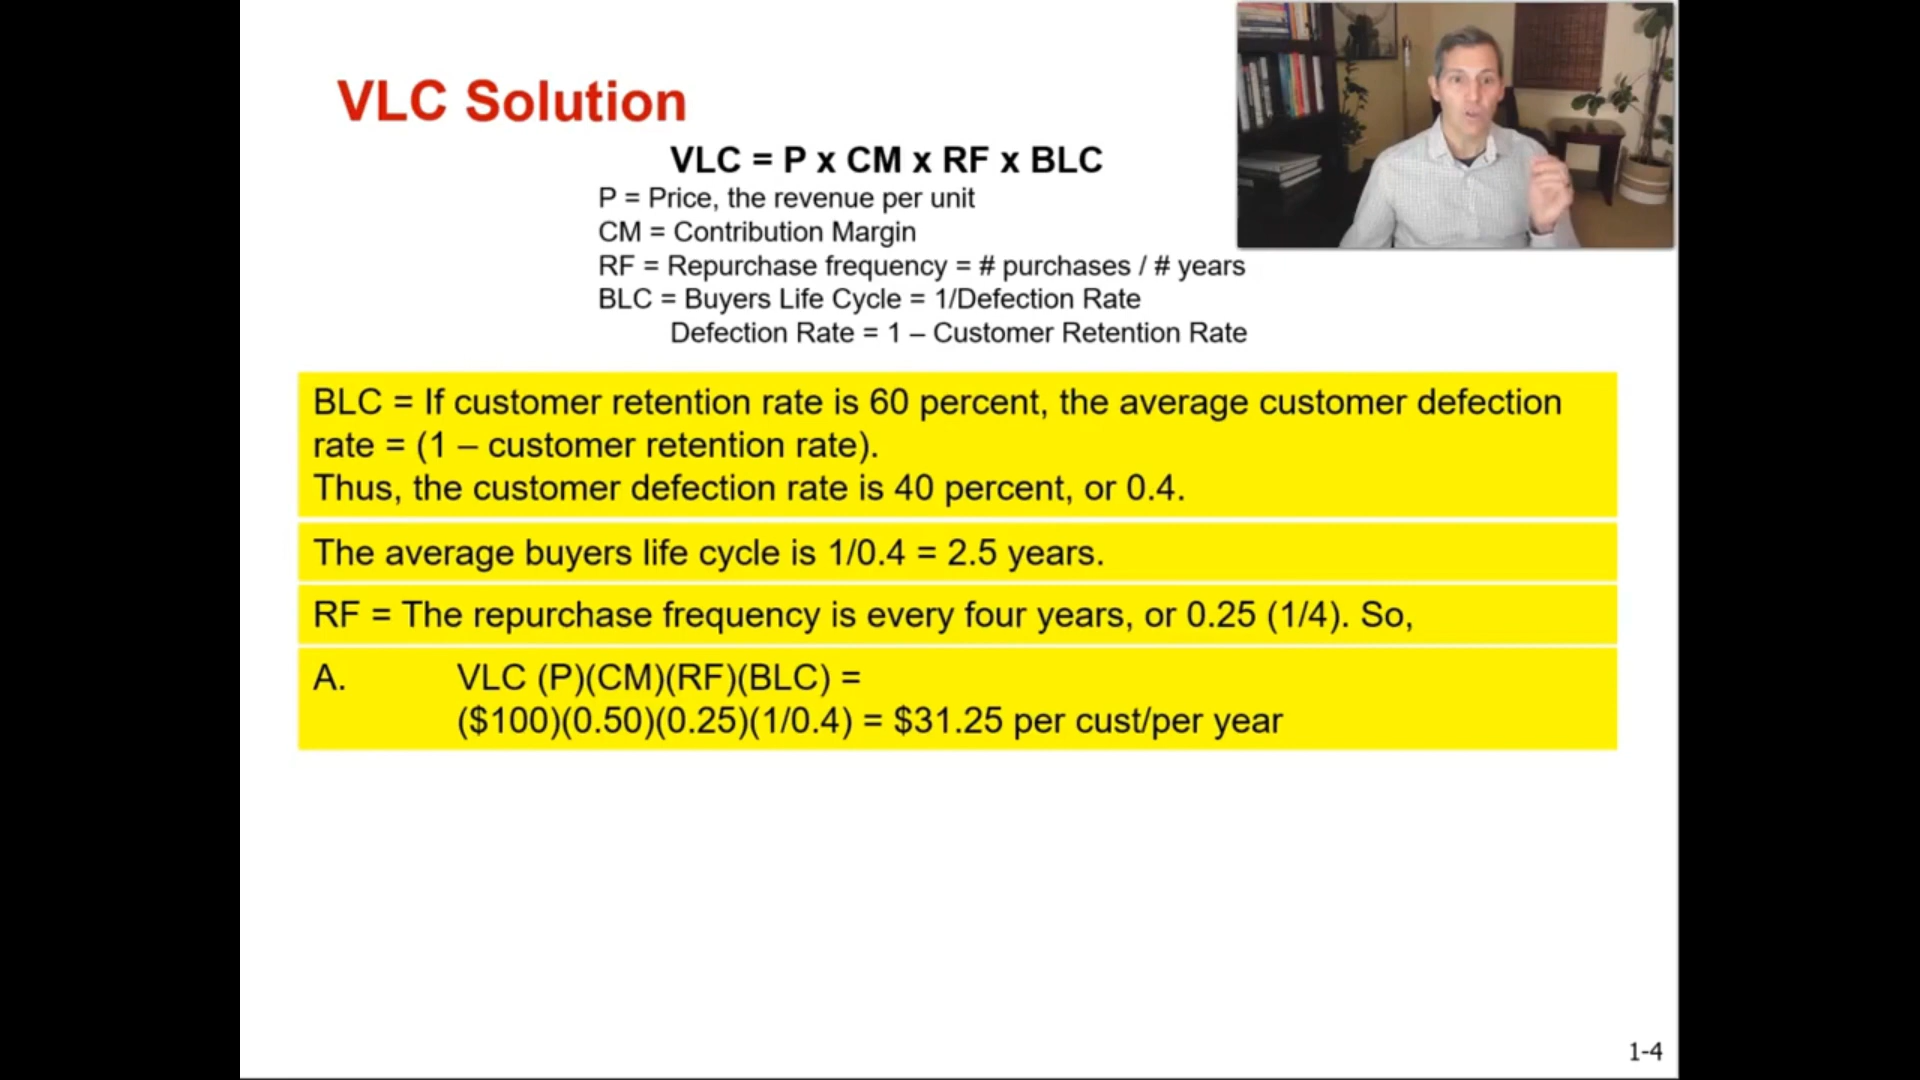 VLC Solution
VLC = P x CM x RF x BLC
P = Price, the revenue per unit
CM = Contribution Margin
RF = Repurchase frequency = # purchases / # years
BLC = Buyers Life Cycle = 1/Defection Rate
Defection Rate = 1 – Customer Retention Rate
BLC = If customer retention rate is 60 percent, the average customer defection
rate = (1 – customer retention rate).
Thus, the customer defection rate is 40 percent, or 0.4.
The average buyers life cycle is 1/0.4 = 2.5 years.
RF = The repurchase frequency is every four years, or 0.25 (1/4). So,
A. VLC (P)(CM)(RF)(BLC) =
($100)(0.50)(0.25)(1/0.4) = $31.25 per cust/per year
1-4